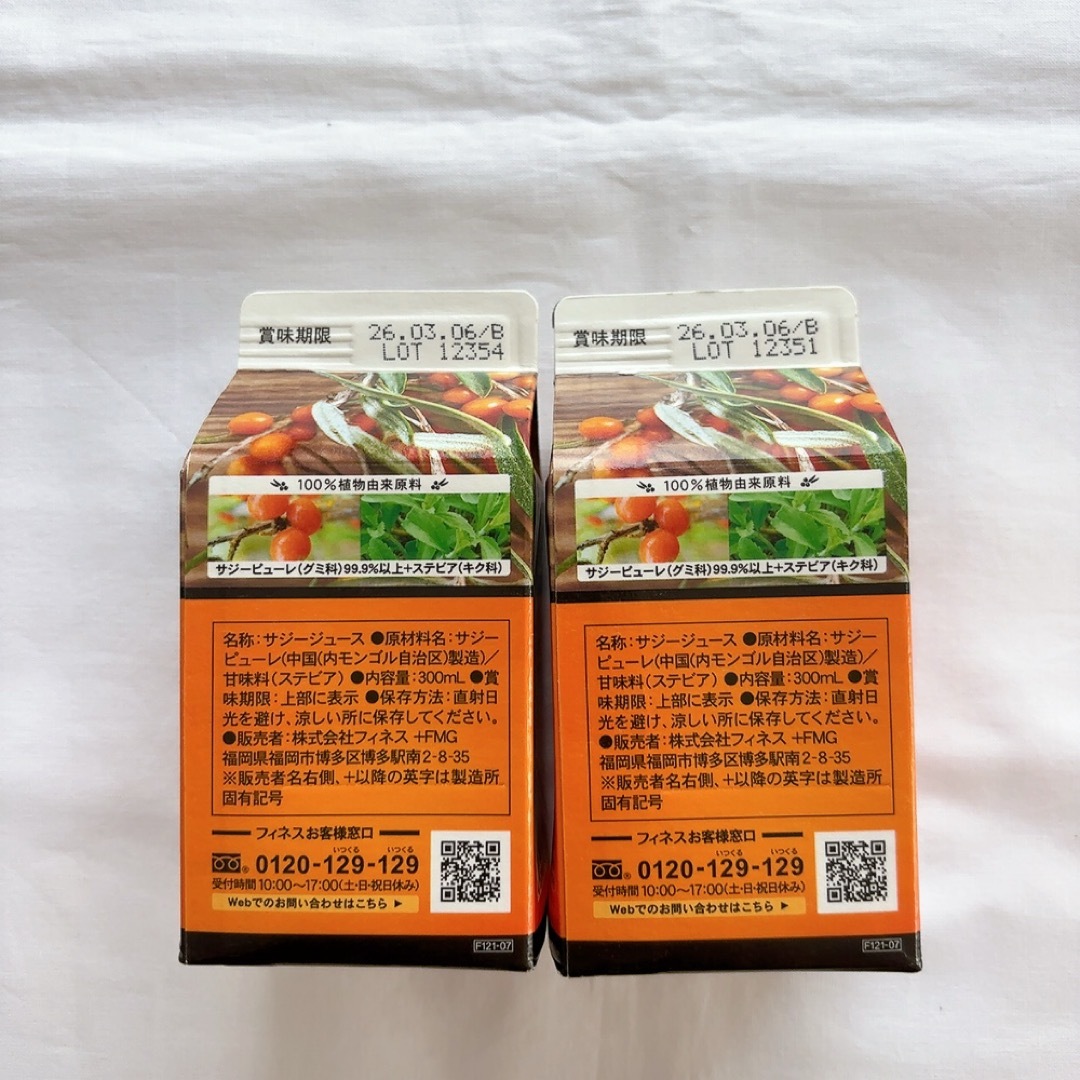 賞味期限
26.03.06/B
LOT 12354
100%植物由来原料
サジーピューレ(グミ科)99.9%以上+ステビア(キク科)
名称:サジージュース ●原材料名:サジー
ピューレ(中国(内モンゴル自治区)製造)/
甘味料(ステビア) ●内容量:300mL ●賞
味期限:上部に表示 ●保存方法:直射日
光を避け、涼しい所に保存してください。
●販売者:株式会社フィネス +FMG
福岡県福岡市博多区博多駅南2-8-35
※販売者名右側、+以降の英字は製造所
固有記号
フィネスお客様窓口
いつくる いつくる
0120-129-129
受付時間 10:00〜17:00(土・日・祝日休み)
Webでのお問い合わせはこちら ▶
F121-07
賞味期限
26.03.06/B
LOT 12351
100%植物由来原料
サジーピューレ(グミ科)99.9%以上+ステビア(キク科)
名称:サジージュース ●原材料名:サジー
ピューレ(中国(内モンゴル自治区)製造)/
甘味料(ステビア) ●内容量:300mL ●賞
味期限:上部に表示 ●保存方法:直射日
光を避け、涼しい所に保存してください。
●販売者:株式会社フィネス +FMG
福岡県福岡市博多区博多駅南2-8-35
※販売者名右側、+以降の英字は製造所
固有記号
フィネスお客様窓口
いつくる いつくる
0120-129-129
受付時間 10:00〜17:00(土・日・祝日休み)
Webでのお問い合わせはこちら ▶
F121-07